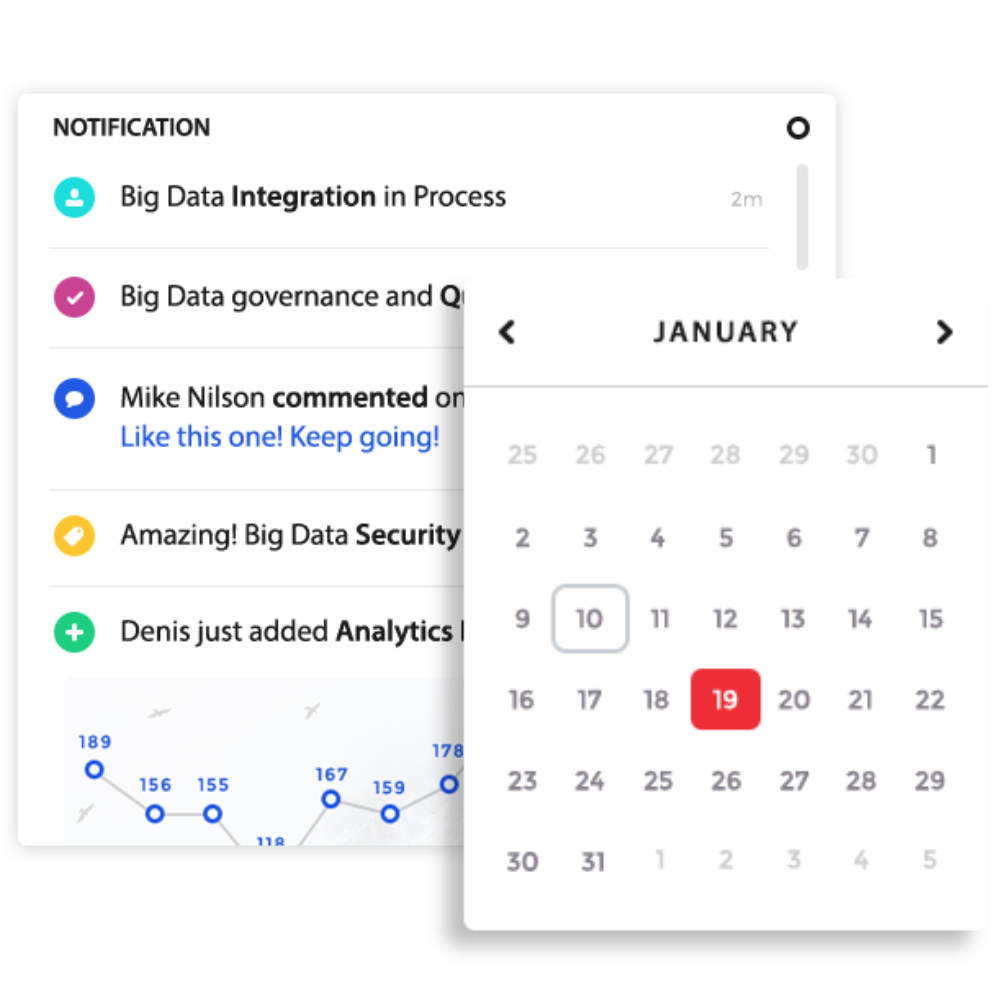 NOTIFICATION
Big Data Integration in Process 2m
Big Data governance and
Mike Nilson commented on
Like this one! Keep going!
Amazing! Big Data Security
Denis just added Analytics
189
156 155 167 159 178
118
JANUARY
25 26 27 28 29 30 1
2 3 4 5 6 7 8
9 10 11 12 13 14 15
16 17 18 19 20 21 22
23 24 25 26 27 28 29
30 31 1 2 3 4 5